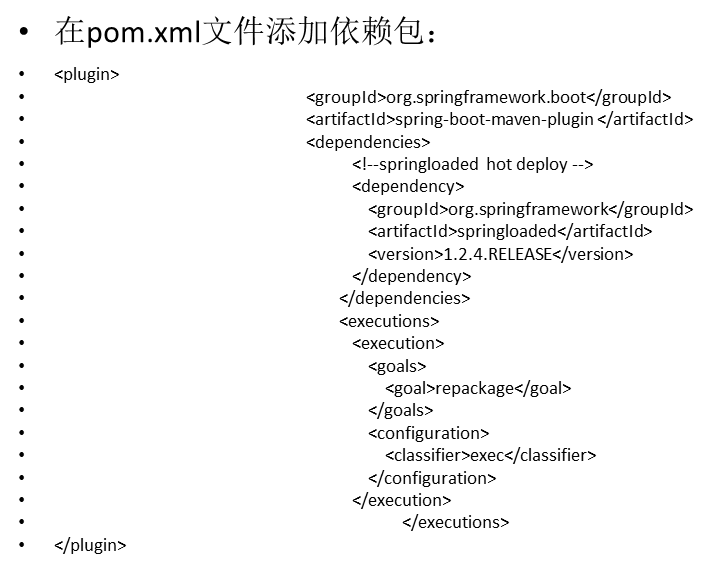 • 在pom.xml文件添加依赖包：
• <plugin>
• <groupId>org.springframework.boot</groupId>
• <artifactId>spring-boot-maven-plugin </artifactId>
• <dependencies>
• <!--springloaded  hot deploy -->
• <dependency>
• <groupId>org.springframework</groupId>
• <artifactId>springloaded</artifactId>
• <version>1.2.4.RELEASE</version>
• </dependency>
• </dependencies>
• <executions>
• <execution>
• <goals>
• <goal>repackage</goal>
• </goals>
• <configuration>
• <classifier>exec</classifier>
• </configuration>
• </execution>
• </executions>
• </plugin>